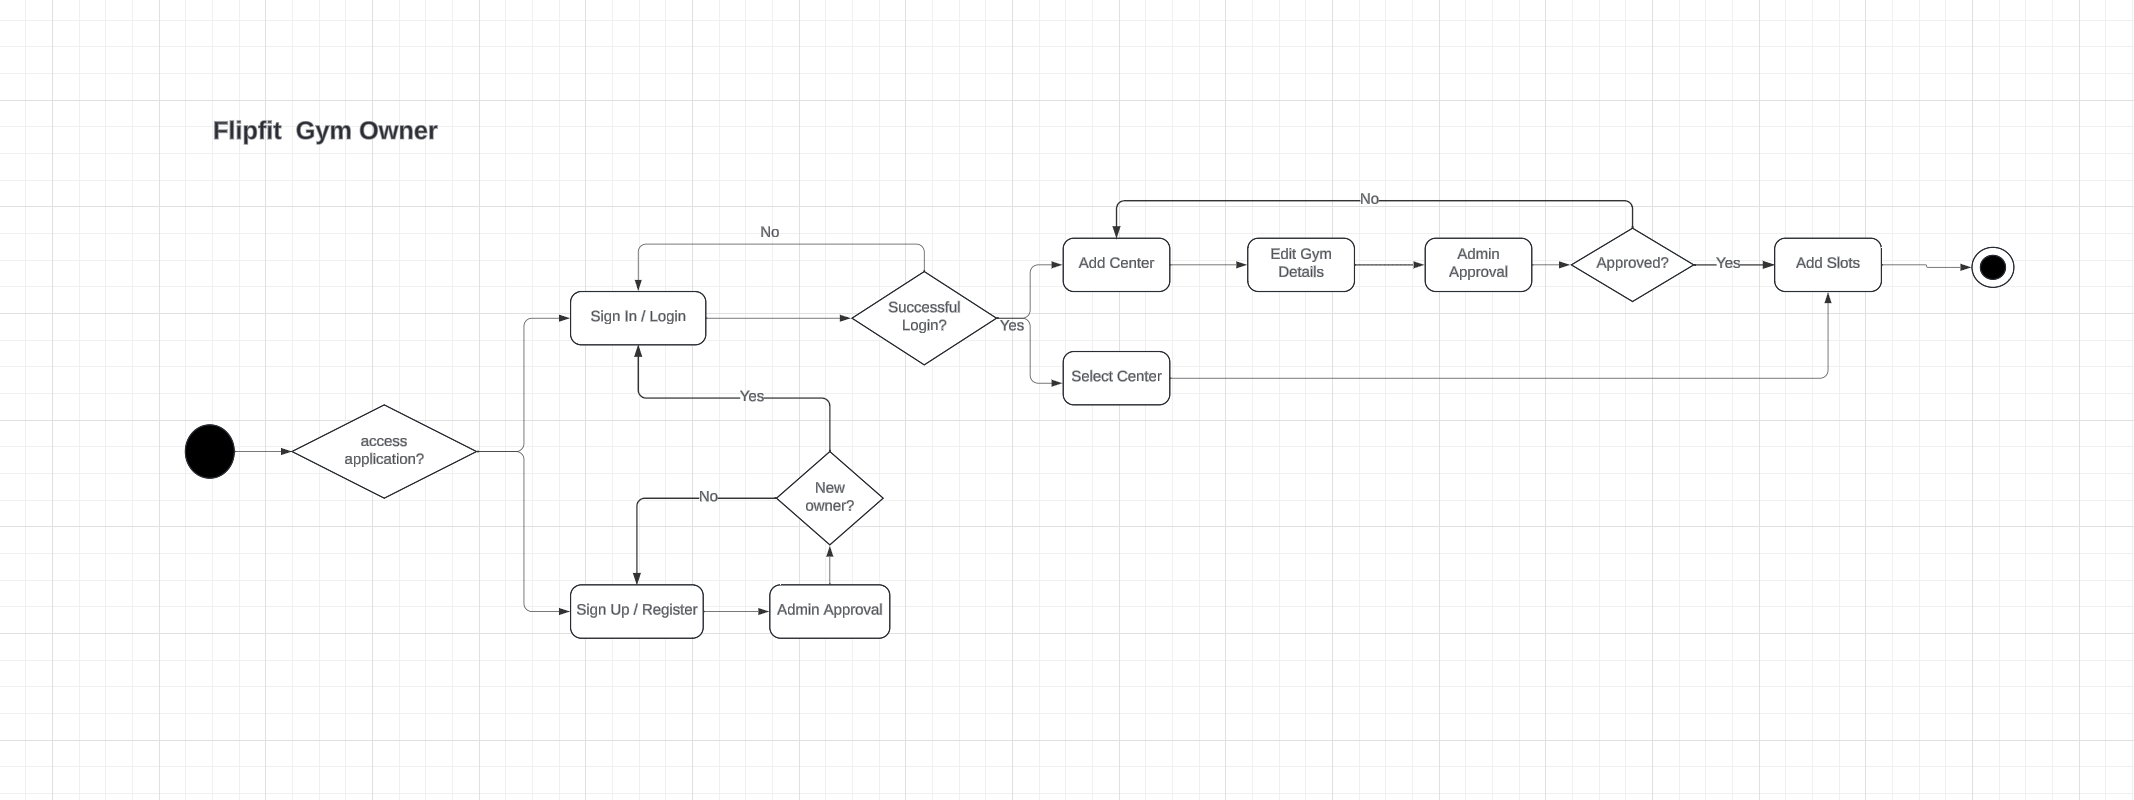 Flipfit  Gym Owner
No
No
Add Center
Edit Gym
Details
Admin
Approval
Approved?
Yes
Add Slots
Sign In / Login
Successful
Login?
Yes
Select Center
Yes
access
application?
New
owner?
No
Sign Up / Register
Admin Approval